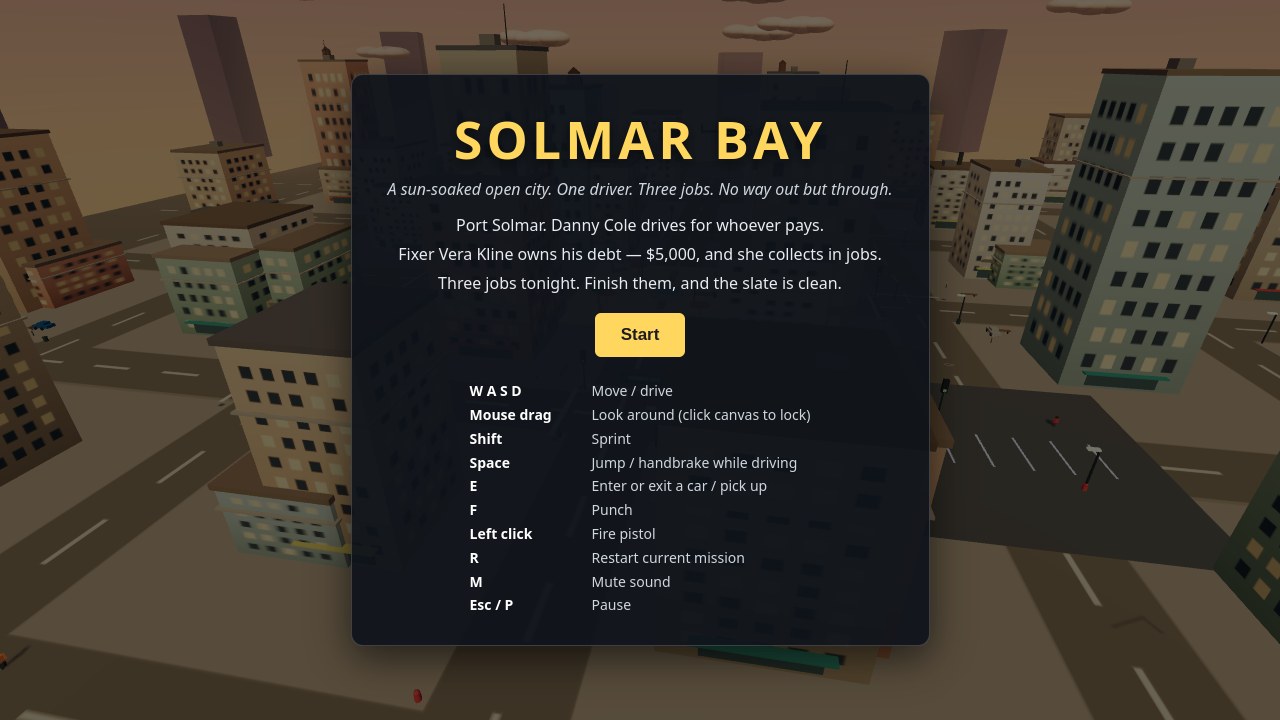 SOLMAR BAY
A sun-soaked open city. One driver. Three jobs. No way out but through.
Port Solmar. Danny Cole drives for whoever pays.
Fixer Vera Kline owns his debt — $5,000, and she collects in jobs.
Three jobs tonight. Finish them, and the slate is clean.
Start
W A S D Move / drive
Mouse drag Look around (click canvas to lock)
Shift Sprint
Space Jump / handbrake while driving
E Enter or exit a car / pick up
F Punch
Left click Fire pistol
R Restart current mission
M Mute sound
Esc / P Pause